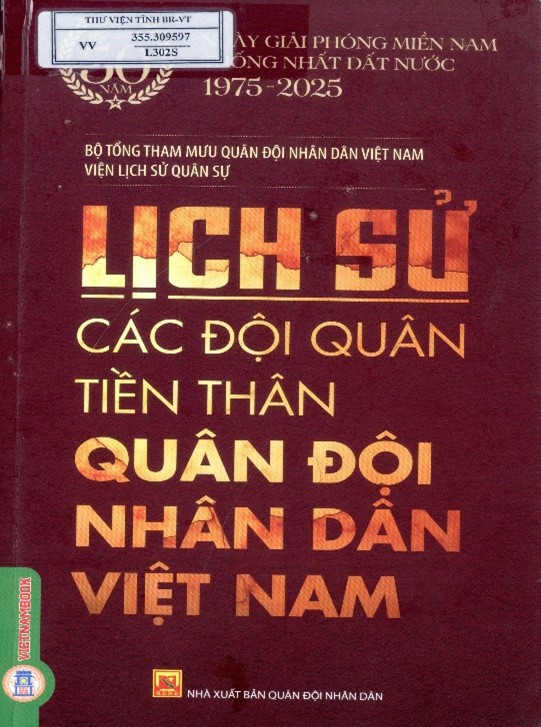 THƯ VIỆN TỈNH BR-VT
VV
355.309597
L302S
50
NĂM
ÀY GIẢI PHÓNG MIỀN NAM
ỐNG NHẤT ĐẤT NƯỚC
1975-2025
BỘ TỔNG THAM MƯU QUÂN ĐỘI NHÂN DÂN VIỆT NAM
VIỆN LỊCH SỬ QUÂN SỰ
LỊCH SỬ
CÁC ĐỘI QUÂN
TIỀN THÂN
QUÂN ĐỘI
NHÂN DÂN
VIỆT NAM
VIETNAMBOOK
NHÀ XUẤT BẢN QUÂN ĐỘI NHÂN DÂN